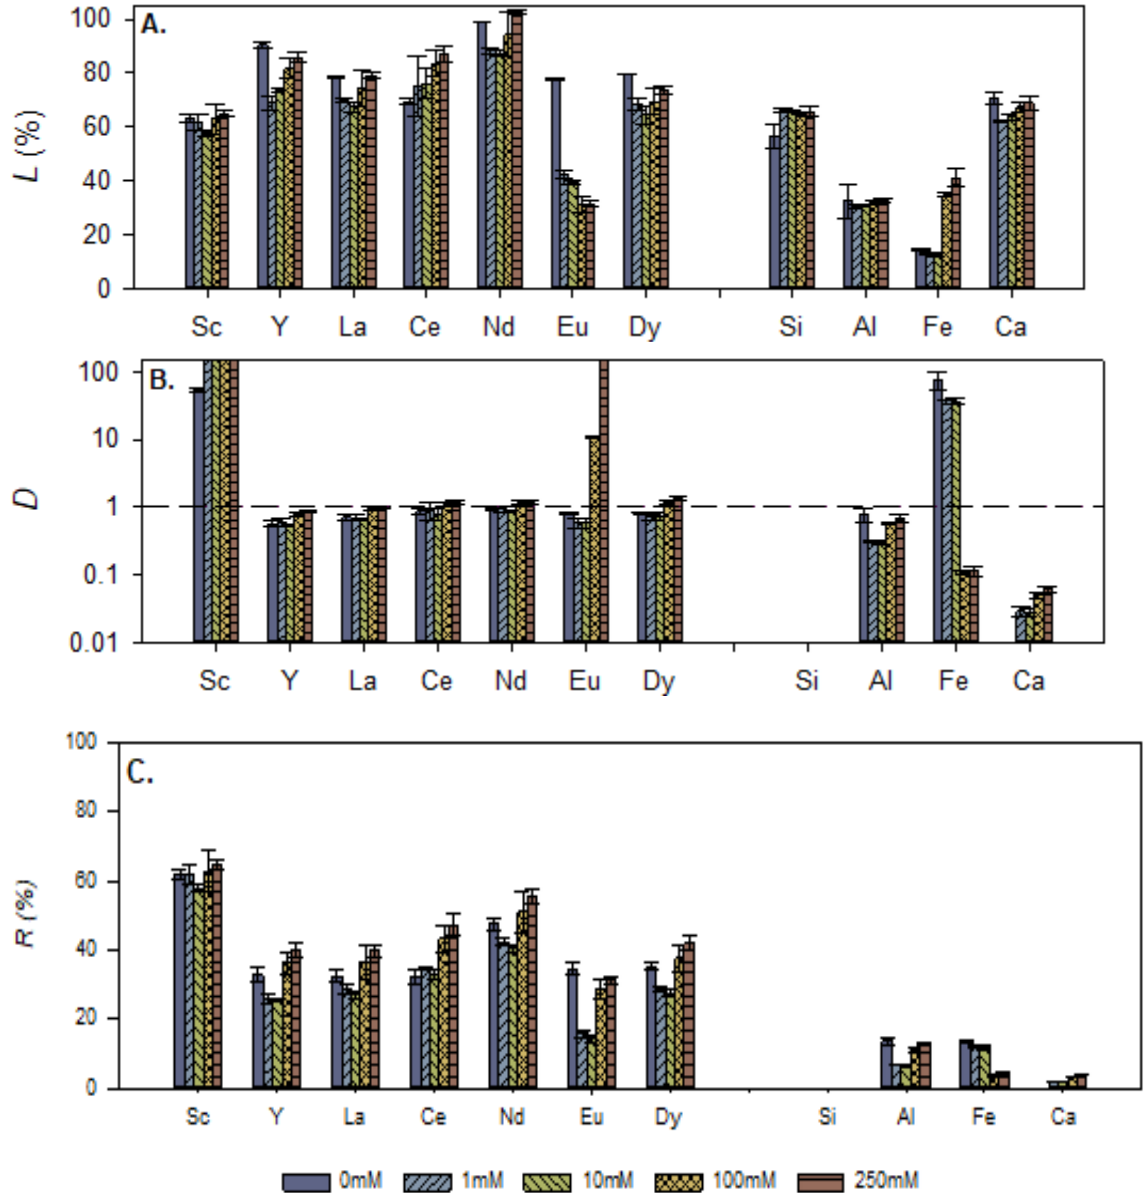 A.
L (%)
100
80
60
40
20
0
Sc Y La Ce Nd Eu Dy Si Al Fe Ca
B.
D
100
10
1
0.1
0.01
Sc Y La Ce Nd Eu Dy Si Al Fe Ca
C.
R (%)
100
80
60
40
20
0
Sc Y La Ce Nd Eu Dy Si Al Fe Ca
0mM 1mM 10mM 100mM 250mM